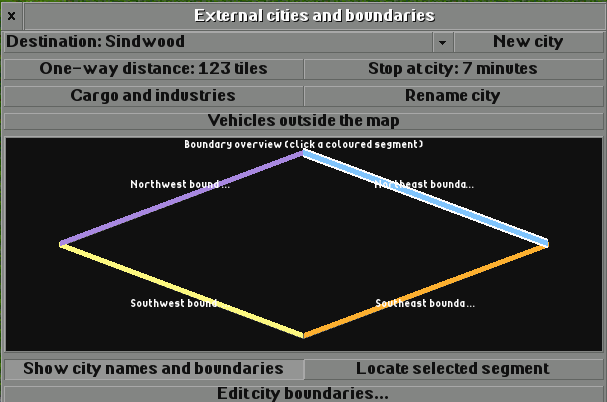 x External cities and boundaries
Destination: Sindwood New city
One-way distance: 123 tiles Stop at city: 7 minutes
Cargo and industries Rename city
Vehicles outside the map
Boundary overview (click a coloured segment)
Northwest bound... Northeast bounda...
Southwest bound... Southeast bounda...
Show city names and boundaries Locate selected segment
Edit city boundaries...